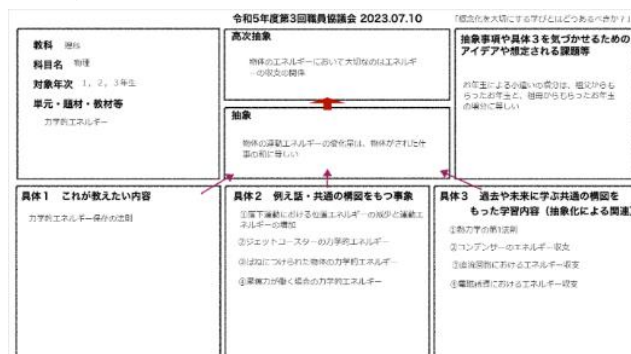 令和5年度第3回職員協議会 2023.07.10
「概念化を大切にする学びとはどうあるべきか?」
教科 理科
科目名 物理
対象年次 1，2，3年生
単元・題材・教材等
力学的エネルギー
高次抽象
物体のエネルギーにおいて大切なのはエネルギ
ーの収支の関係
抽象事項や具体3を気づかせるための
アイデアや想定される課題等
お年玉による小遣いの増分は、祖父からも
らったお年玉と、祖母からもらったお年玉
の増分に等しい
抽象
物体の運動エネルギーの変化量は、物体がされた仕
事の和に等しい
具体1 これが教えたい内容
力学的エネルギー保存の法則
具体2 例え話・共通の構図をもつ事象
①落下運動における位置エネルギーの減少と運動エ
ネルギーの増加
②ジェットコースターの力学的エネルギー
③ばねにつけられた物体の力学的エネルギー
④摩擦力が働く場合の力学的エネルギー
具体3 過去や未来に学ぶ共通の構図を
もった学習内容（抽象化による関連）
①熱力学の第1法則
②コンデンサーのエネルギー収支
③直流回路におけるエネルギー収支
④電磁誘導におけるエネルギー収支